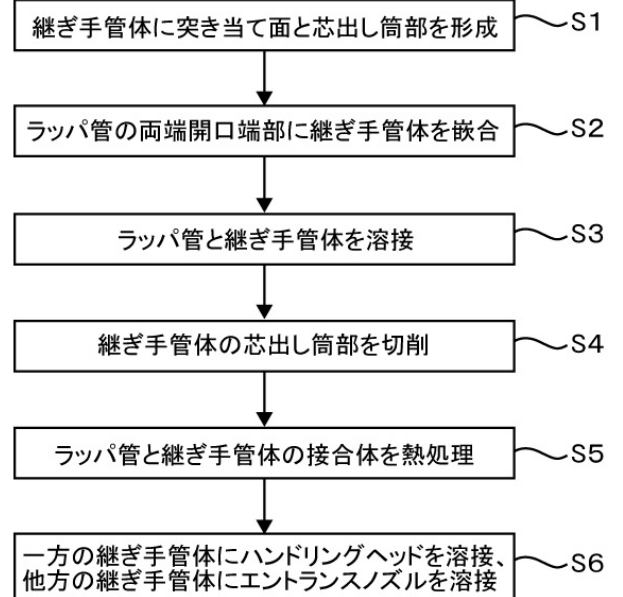 継ぎ手管体に突き当て面と芯出し筒部を形成
S1
ラッパ管の両端開口端部に継ぎ手管体を嵌合
S2
ラッパ管と継ぎ手管体を溶接
S3
継ぎ手管体の芯出し筒部を切削
S4
ラッパ管と継ぎ手管体の接合体を熱処理
S5
一方の継ぎ手管体にハンドリングヘッドを溶接、
他方の継ぎ手管体にエントランスノズルを溶接
S6